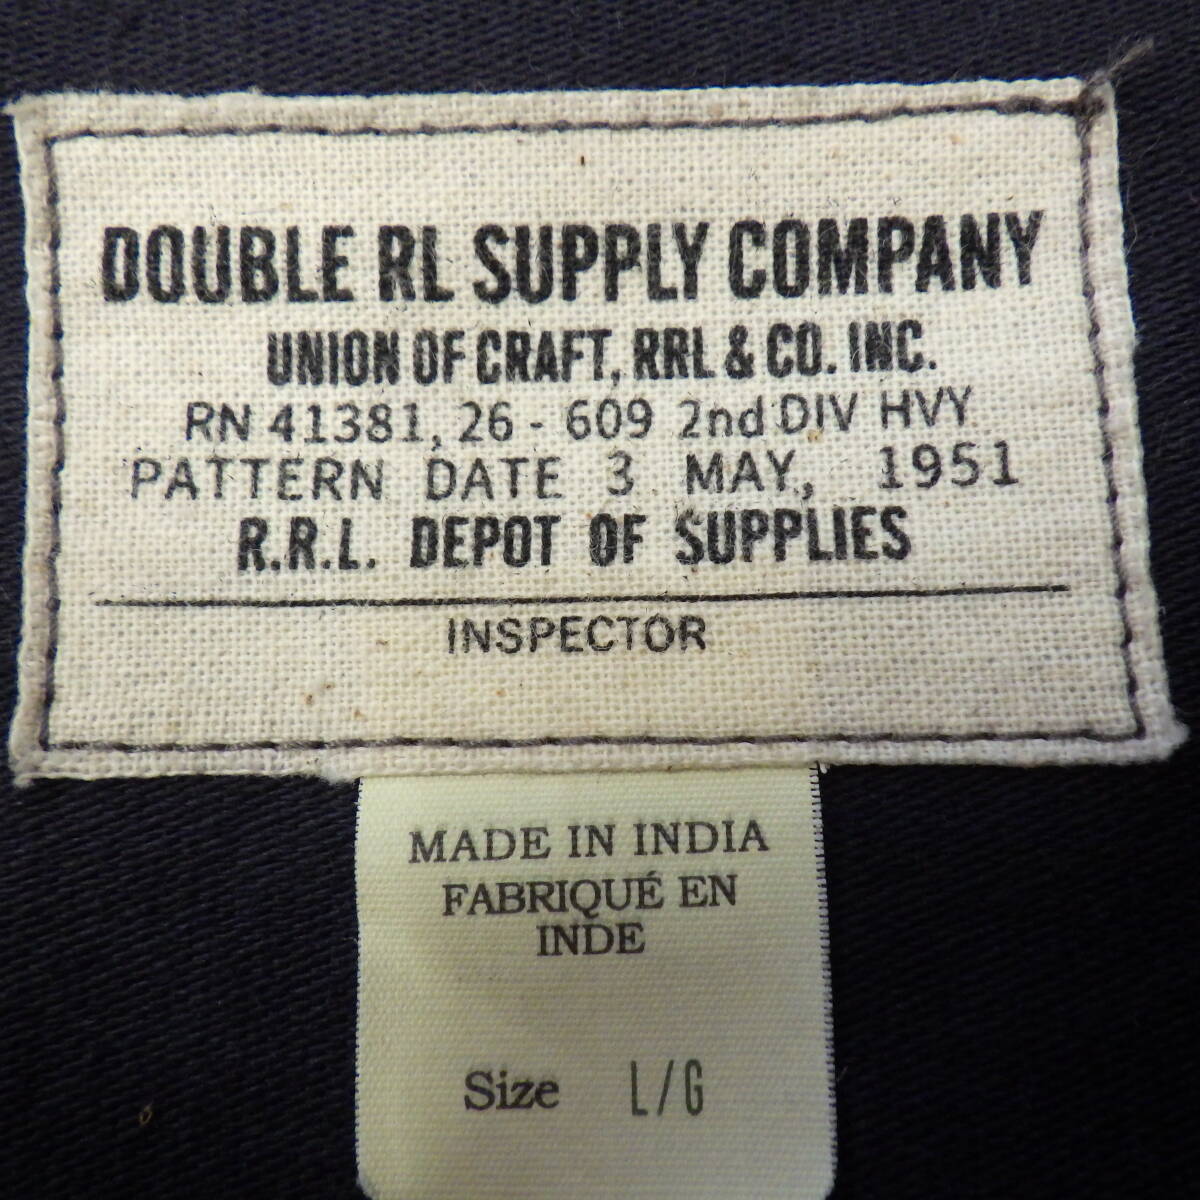 DOUBLE RL SUPPLY COMPANY
UNION OF CRAFT, RRL & CO. INC.
RN 41381, 26 - 609 2nd DIV HVY
PATTERN DATE 3 MAY, 1951
R.R.L. DEPOT OF SUPPLIES
INSPECTOR
MADE IN INDIA
FABRIQUÉ EN
INDE
Size L/G